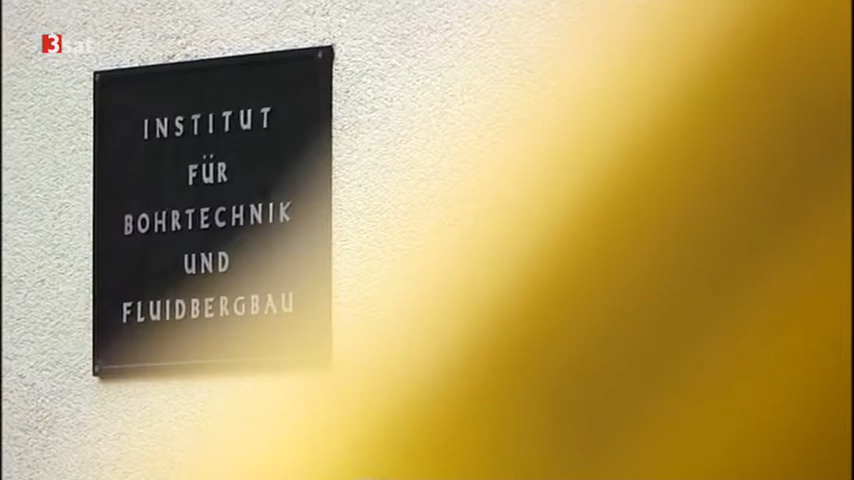 3sat
INSTITUT
FÜR
BOHRTECHNIK
UND
FLUIDBERGBAU